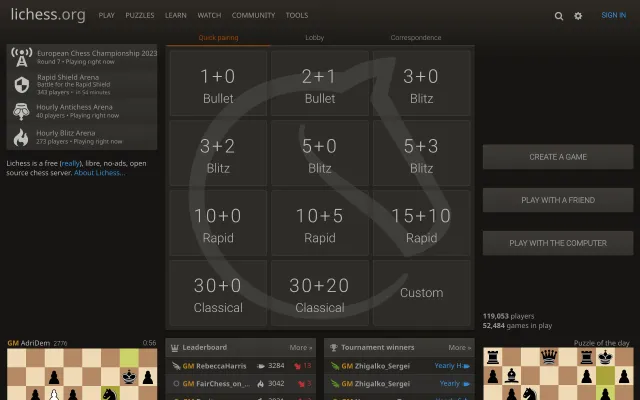 lichess.org PLAY PUZZLES LEARN WATCH COMMUNITY TOOLS SIGN IN
Quick pairing Lobby Correspondence
European Chess Championship 2023
Round 7 • Playing right now
Rapid Shield Arena
Battle for the Rapid Shield
383 players • in 34 minutes
Hourly Antichess Arena
40 players • Playing right now
Hourly Blitz Arena
273 players • Playing right now
Lichess is a free (really), libre, no-ads, open
source chess server. About Lichess...
1+0 2+1 3+0
Bullet Bullet Blitz
3+2 5+0 5+3
Blitz Blitz Blitz
10+0 10+5 15+10
Rapid Rapid Rapid
30+0 30+20 Custom
Classical Classical
CREATE A GAME
PLAY WITH A FRIEND
PLAY WITH THE COMPUTER
119,053 players
52,484 games in play
GM AdriDem 2776 0:56
Leaderboard More »
GM RebeccaHarris 3284 18
GM FairChess_on_... 3042
Tournament winners More »
GM Zhigalko_Sergei Yearly H
GM Zhigalko_Sergei Yearly
Puzzle of the day